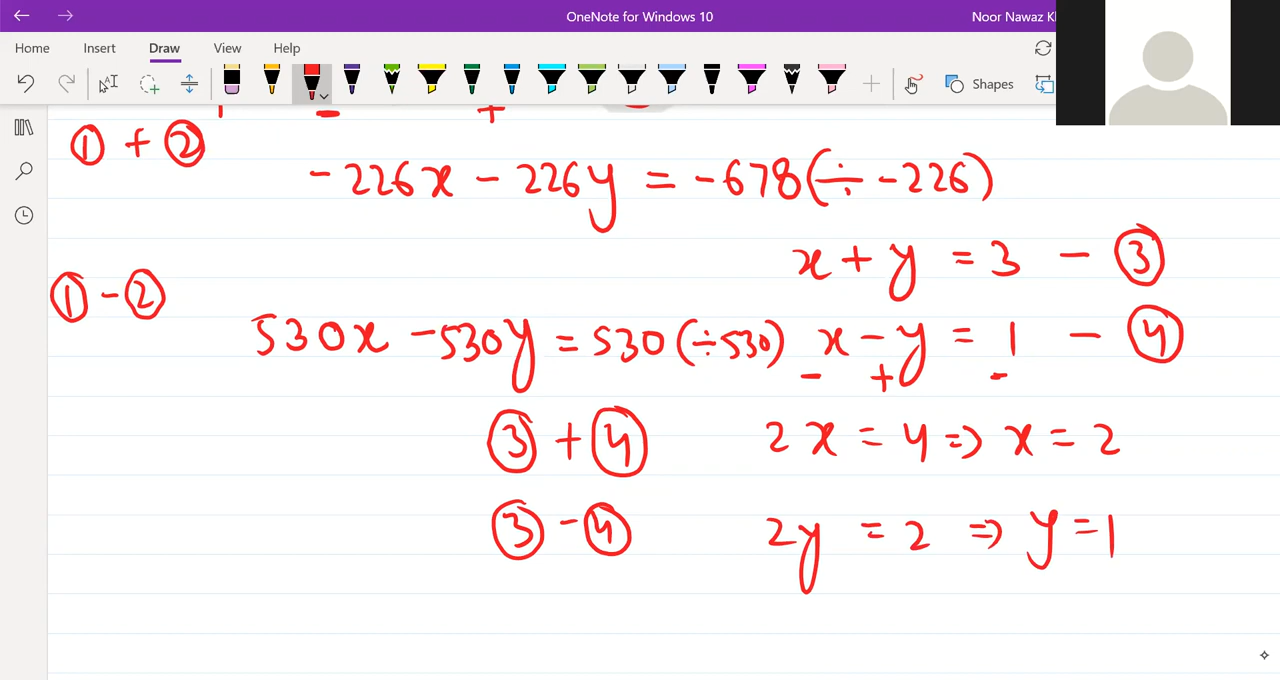 OneNote for Windows 10
Noor Nawaz
Home Insert Draw View Help
Shapes
① + ②
- 226x - 226y = -678 (÷ -226)
x + y = 3 - ③
① - ②
530x - 530y = 530 (÷530) x - y = 1 - ④
- + -
③ + ④ 2x = 4 => x = 2
③ - ④ 2y = 2 => y = 1